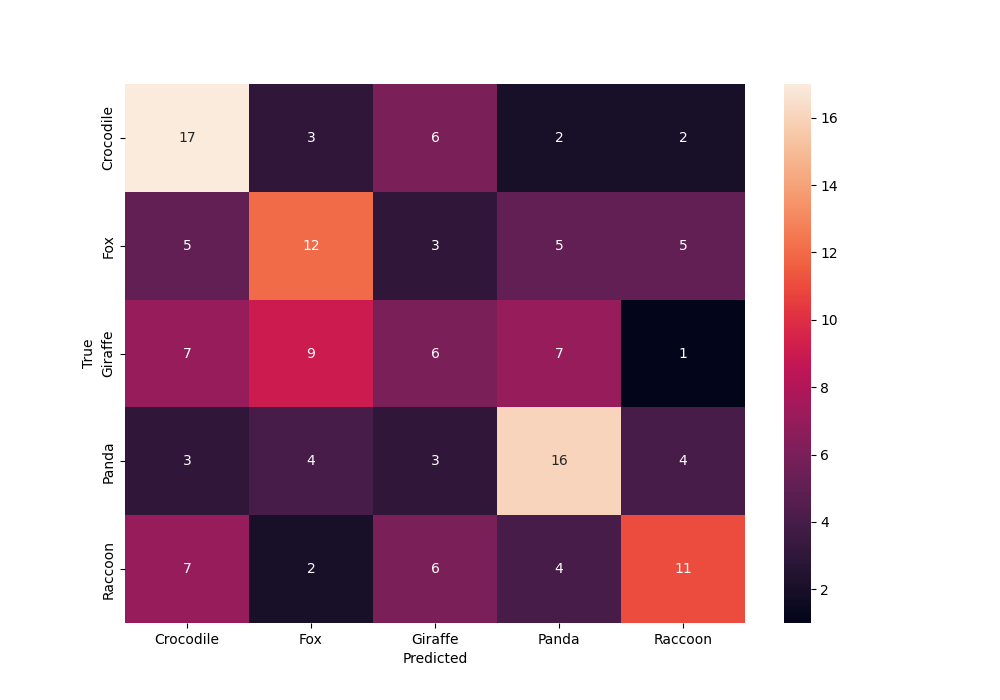 Crocodile 17 3 6 2 2
Fox 5 12 3 5 5
Giraffe 7 9 6 7 1
Panda 3 4 3 16 4
Raccoon 7 2 6 4 11
True
Crocodile Fox Giraffe Panda Raccoon
Predicted
16
14
12
10
8
6
4
2